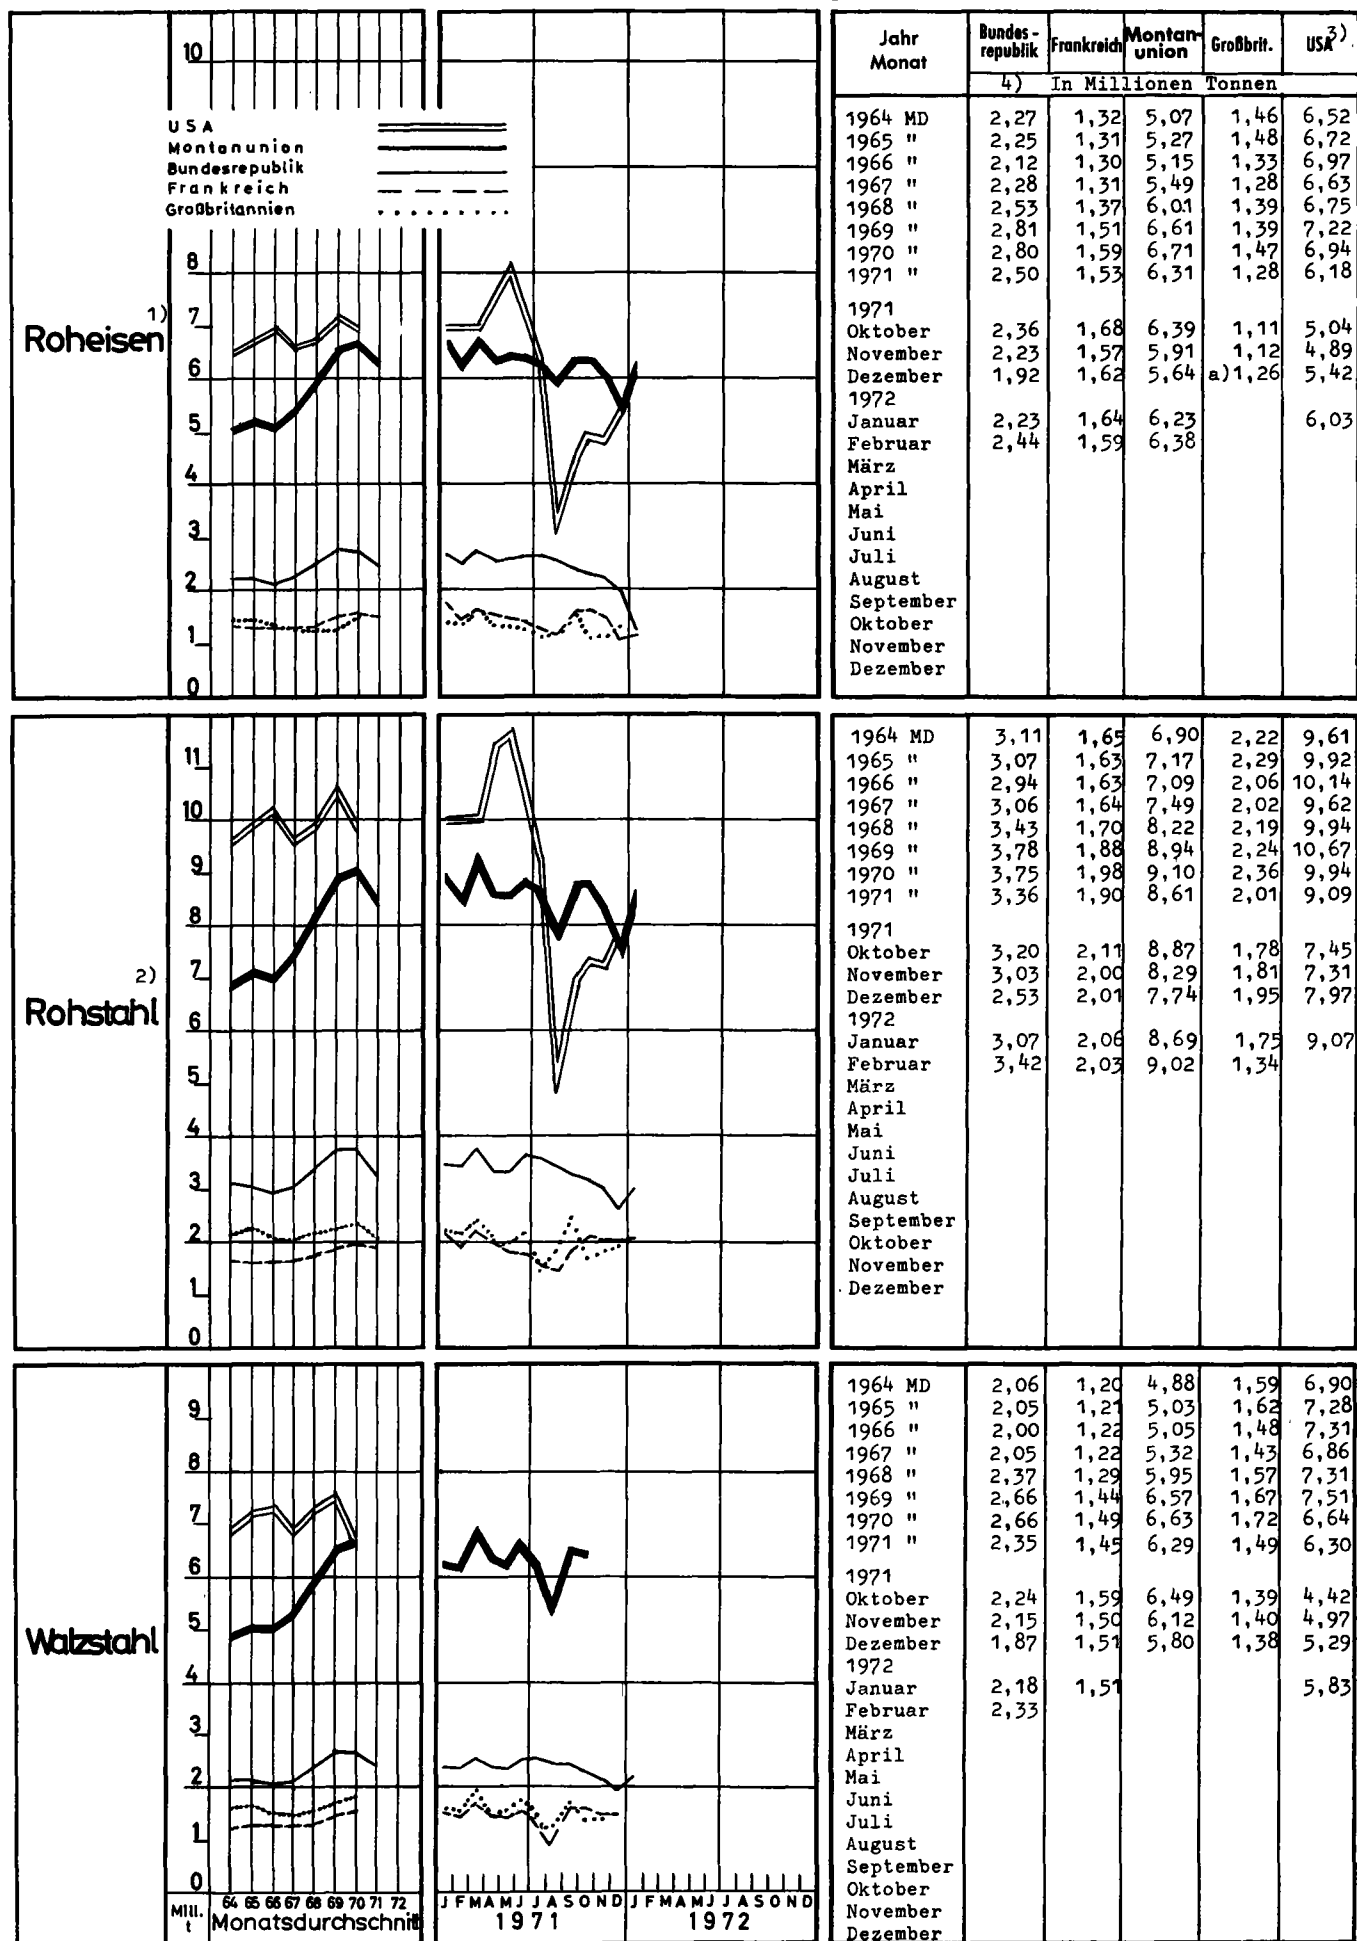 Jahr
Monat
Bundes-
republik
Frankreich
Montan-
union
Großbrit.
USA 3)
4) In Millionen Tonnen
USA
Montanunion
Bundesrepublik
Frankreich
Großbritannien
1)
Roheisen
10
8
7
6
5
4
3
2
1
0
1964 MD 2,27 1,32 5,07 1,46 6,52
1965 " 2,25 1,31 5,27 1,48 6,72
1966 " 2,12 1,30 5,15 1,33 6,97
1967 " 2,28 1,31 5,49 1,28 6,63
1968 " 2,53 1,37 6,01 1,39 6,75
1969 " 2,81 1,51 6,61 1,39 7,22
1970 " 2,80 1,59 6,71 1,47 6,94
1971 " 2,50 1,53 6,31 1,28 6,18
1971
Oktober 2,36 1,68 6,39 1,11 5,04
November 2,23 1,57 5,91 1,12 4,89
Dezember 1,92 1,62 5,64 a)1,26 5,42
1972
Januar 2,23 1,64 6,23 6,03
Februar 2,44 1,59 6,38
März
April
Mai
Juni
Juli
August
September
Oktober
November
Dezember
2)
Rohstahl
11
10
9
8
7
6
5
4
3
2
1
0
1964 MD 3,11 1,65 6,90 2,22 9,61
1965 " 3,07 1,63 7,17 2,29 9,92
1966 " 2,94 1,63 7,09 2,06 10,14
1967 " 3,06 1,64 7,49 2,02 9,62
1968 " 3,43 1,70 8,22 2,19 9,94
1969 " 3,78 1,88 8,94 2,24 10,67
1970 " 3,75 1,98 9,10 2,36 9,94
1971 " 3,36 1,90 8,61 2,01 9,09
1971
Oktober 3,20 2,11 8,87 1,78 7,45
November 3,03 2,00 8,29 1,81 7,31
Dezember 2,53 2,01 7,74 1,95 7,97
1972
Januar 3,07 2,06 8,69 1,75 9,07
Februar 3,42 2,03 9,02 1,34
März
April
Mai
Juni
Juli
August
September
Oktober
November
Dezember
Walzstahl
9
8
7
6
5
4
3
2
1
0
Mill.
t
64 65 66 67 68 69 70 71 72
Monatsdurchschnitt
J F M A M J J A S O N D J F M A M J J A S O N D
1971 1972
1964 MD 2,06 1,20 4,88 1,59 6,90
1965 " 2,05 1,21 5,03 1,62 7,28
1966 " 2,00 1,22 5,05 1,48 7,31
1967 " 2,05 1,22 5,32 1,43 6,86
1968 " 2,37 1,29 5,95 1,57 7,31
1969 " 2,66 1,44 6,57 1,67 7,51
1970 " 2,66 1,49 6,63 1,72 6,64
1971 " 2,35 1,45 6,29 1,49 6,30
1971
Oktober 2,24 1,59 6,49 1,39 4,42
November 2,15 1,50 6,12 1,40 4,97
Dezember 1,87 1,51 5,80 1,38 5,29
1972
Januar 2,18 1,51 5,83
Februar 2,33
März
April
Mai
Juni
Juli
August
September
Oktober
November
Dezember